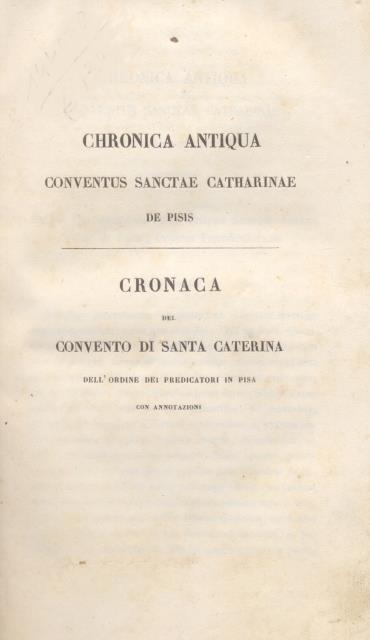 CHRONICA ANTIQUA
CONVENTUS SANCTAE CATHARINAE
DE PISIS
CRONACA
DEL
CONVENTO DI SANTA CATERINA
DELL' ORDINE DEI PREDICATORI IN PISA
CON ANNOTAZIONI